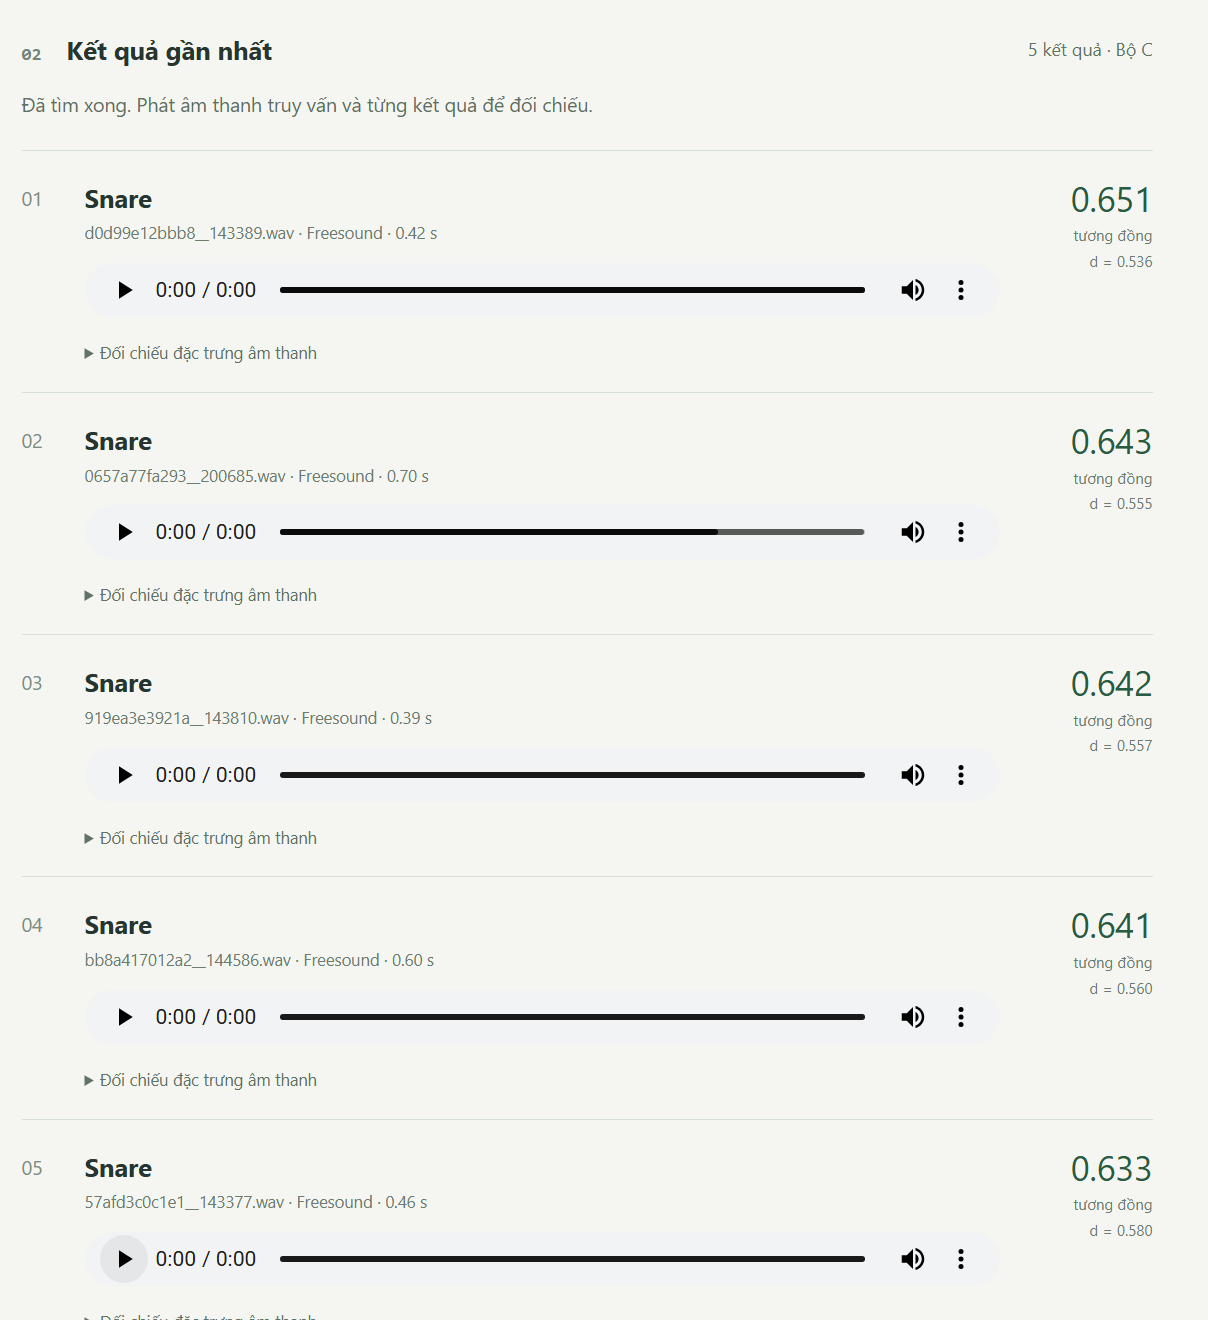 02 Kết quả gần nhất
5 kết quả · Bộ C
Đã tìm xong. Phát âm thanh truy vấn và từng kết quả để đối chiếu.
01 Snare 0.651
d0d99e12bbb8__143389.wav · Freesound · 0.42 s
tương đồng
d = 0.536
0:00 / 0:00
Đối chiếu đặc trưng âm thanh
02 Snare 0.643
0657a77fa293__200685.wav · Freesound · 0.70 s
tương đồng
d = 0.555
0:00 / 0:00
Đối chiếu đặc trưng âm thanh
03 Snare 0.642
919ea3e3921a__143810.wav · Freesound · 0.39 s
tương đồng
d = 0.557
0:00 / 0:00
Đối chiếu đặc trưng âm thanh
04 Snare 0.641
bb8a417012a2__144586.wav · Freesound · 0.60 s
tương đồng
d = 0.560
0:00 / 0:00
Đối chiếu đặc trưng âm thanh
05 Snare 0.633
57afd3c0c1e1__143377.wav · Freesound · 0.46 s
tương đồng
d = 0.580
0:00 / 0:00
Đối chiếu đặc trưng âm thanh